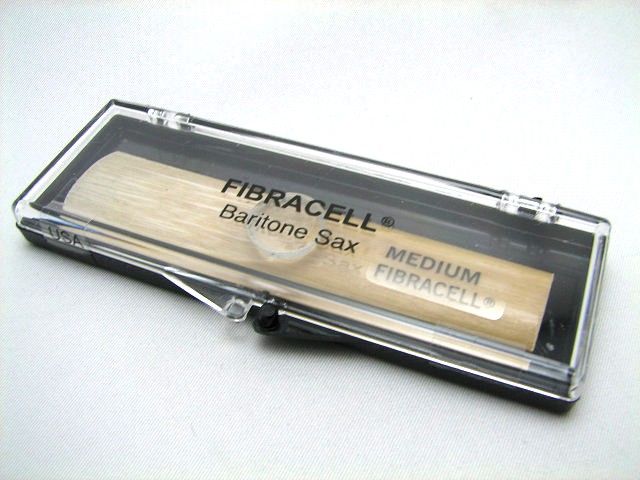 FIBRACELL®
Baritone Sax
MEDIUM
FIBRACELL®
USA